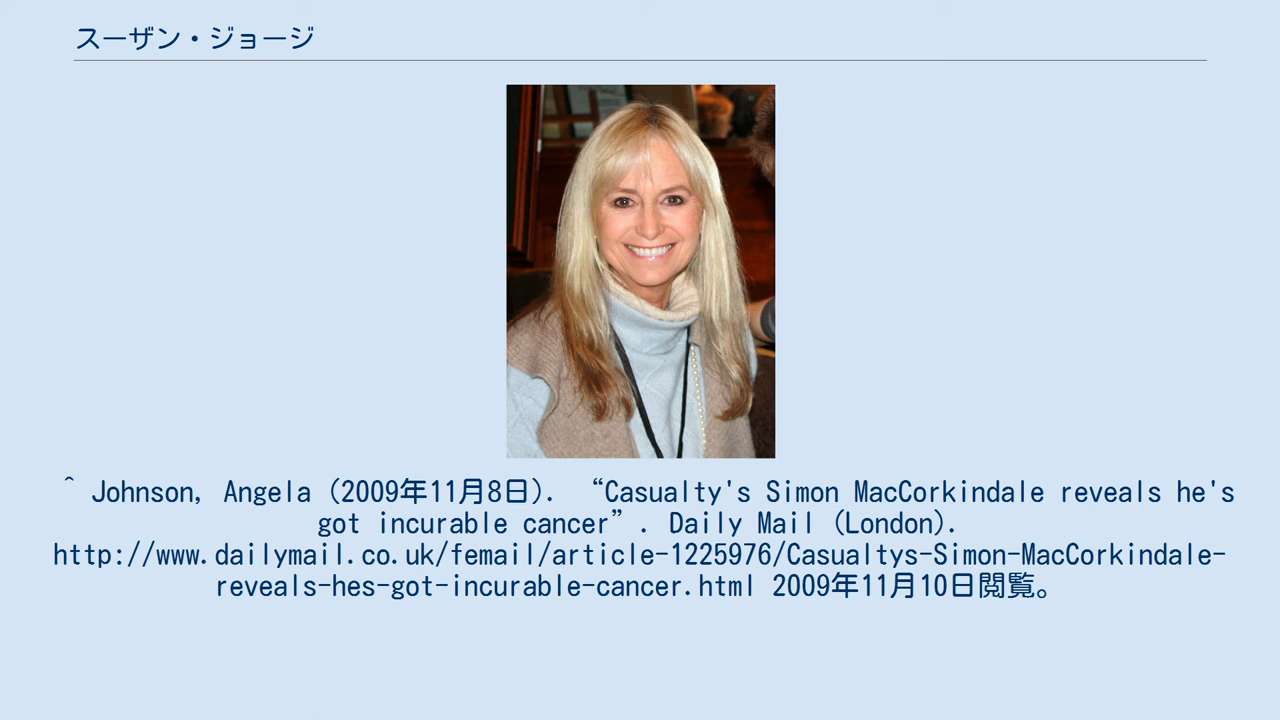 スーザン・ジョージ
^ Johnson, Angela (2009年11月8日). “Casualty's Simon MacCorkindale reveals he's
got incurable cancer”. Daily Mail (London).
http://www.dailymail.co.uk/femail/article-1225976/Casualtys-Simon-MacCorkindale-
reveals-hes-got-incurable-cancer.html 2009年11月10日閲覧。